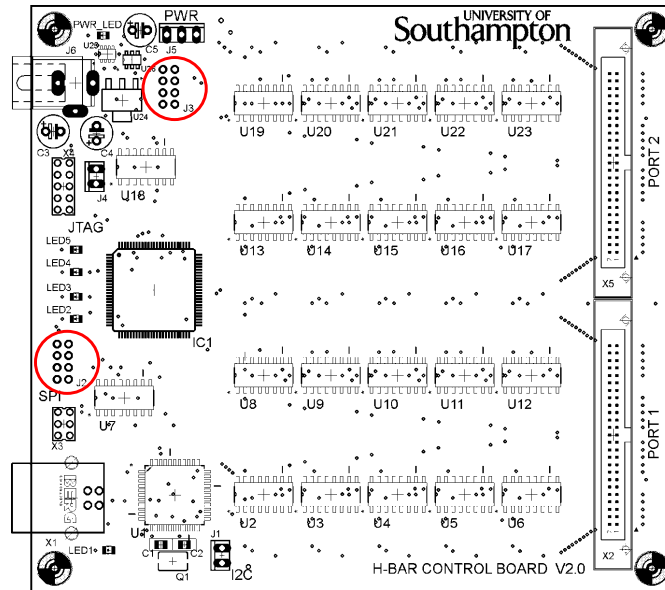 PWR_LED
C5
PWR
UNIVERSITY OF
Southampton
J6
U25
J5
U26
J3
U24
U19
U20
U21
U22
U23
C3
X4
C4
J4
U18
PORT 2
JTAG
U13
U14
U15
U16
U17
LED5
LED4
LED3
LED2
X5
IC1
J2
SPI
U7
U8
U9
U10
U11
U12
X3
PORT 1
BERG
X1
U2
U3
U4
U5
U6
J1
C1
C2
LED1
Q1
I2C
H-BAR CONTROL BOARD V2.0
X2